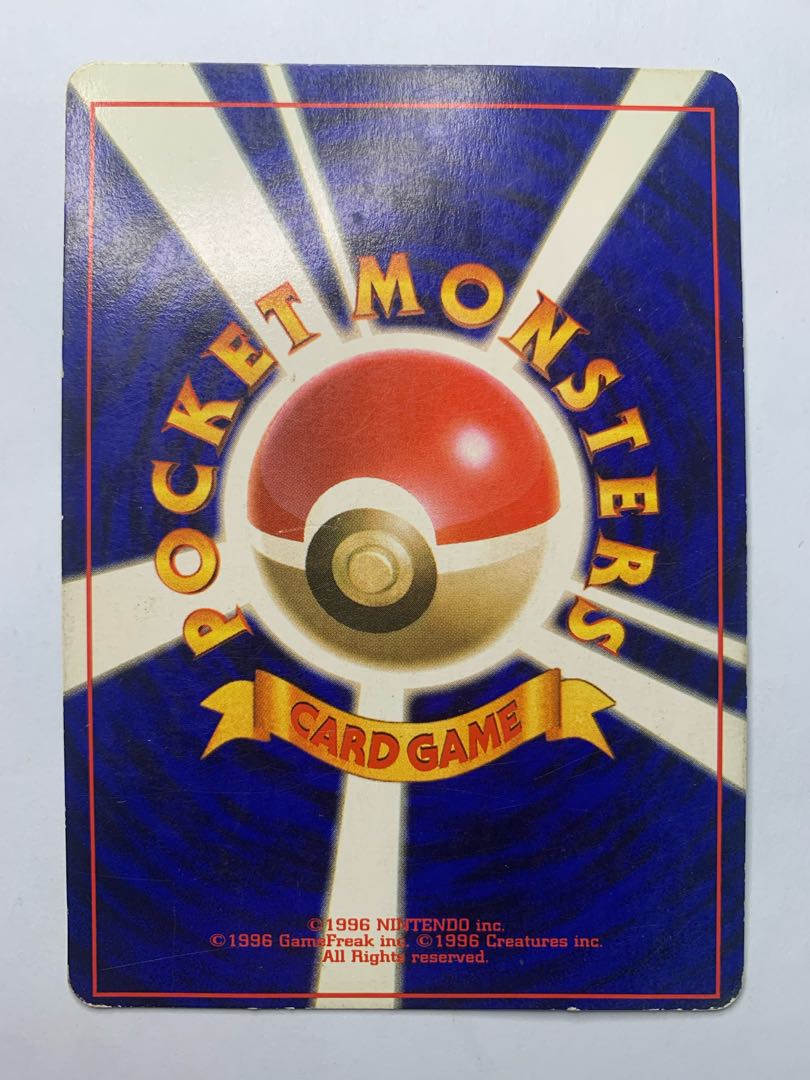 POCKET MONSTERS
CARD GAME
©1996 NINTENDO inc.
©1996 GameFreak inc. ©1996 Creatures inc.
All Rights reserved.